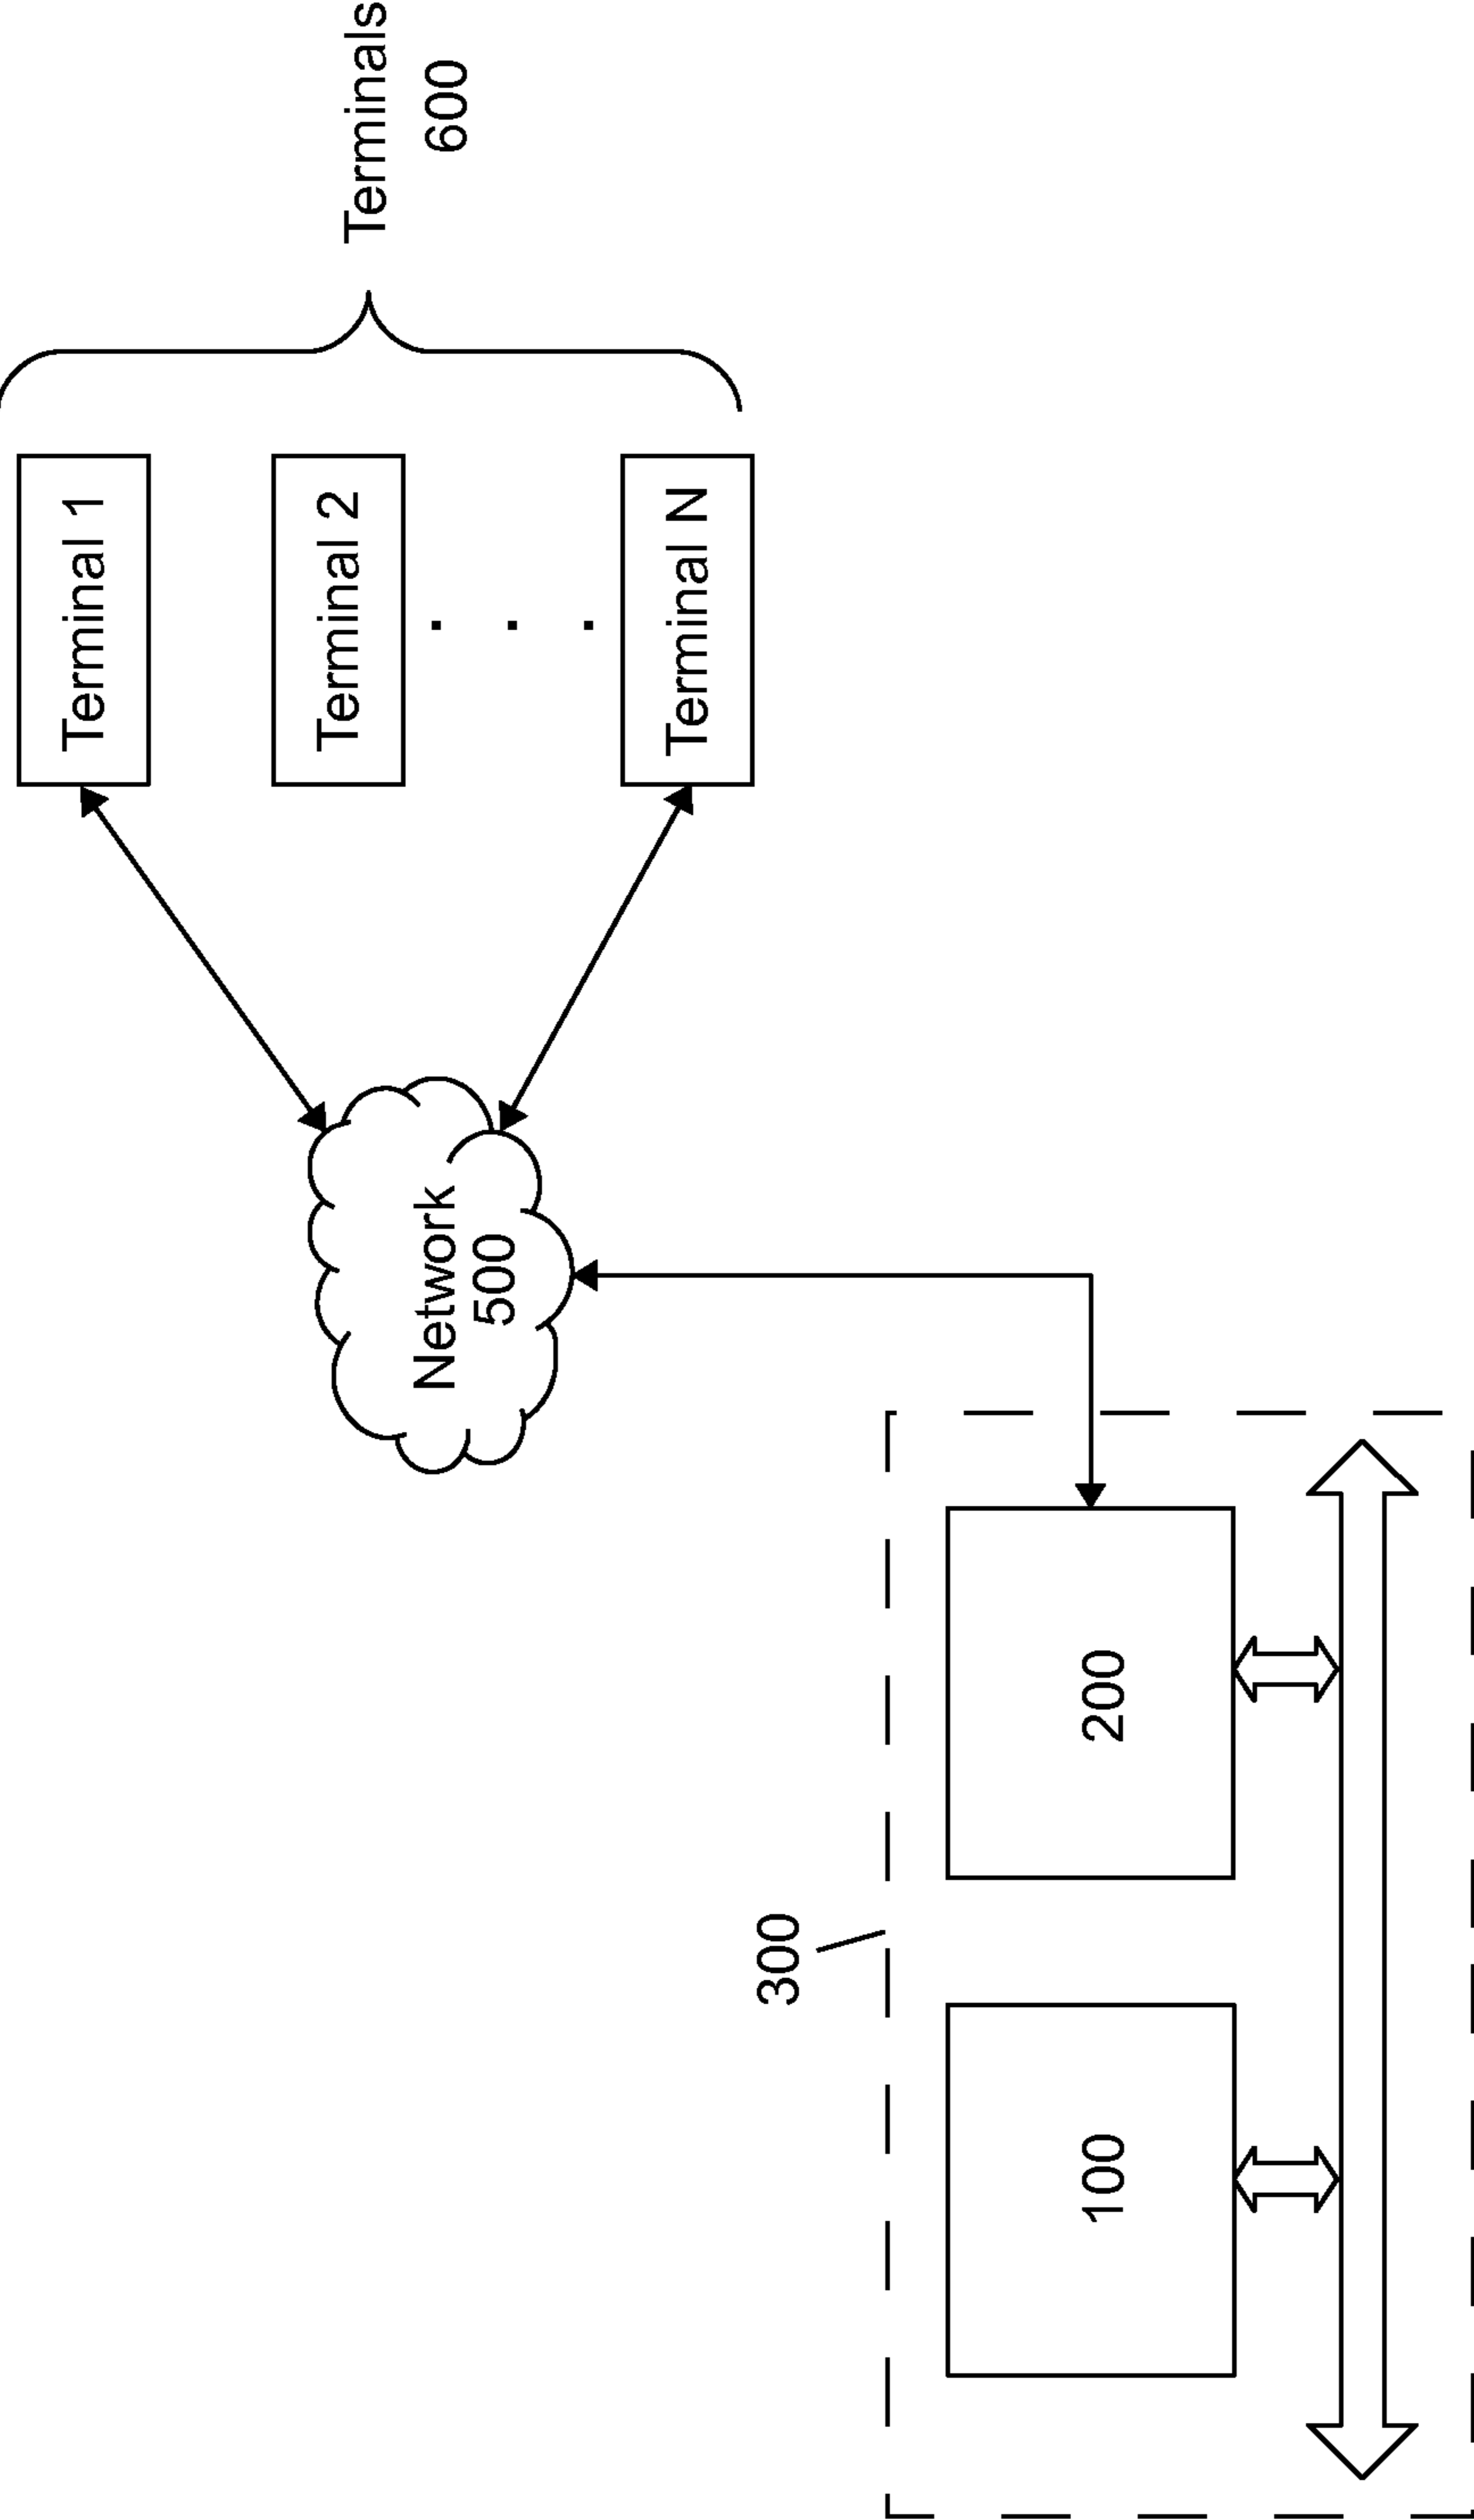 Terminal 1
Terminal 2
. . .
Terminal N
Terminals
600
Network
500
300
100
200